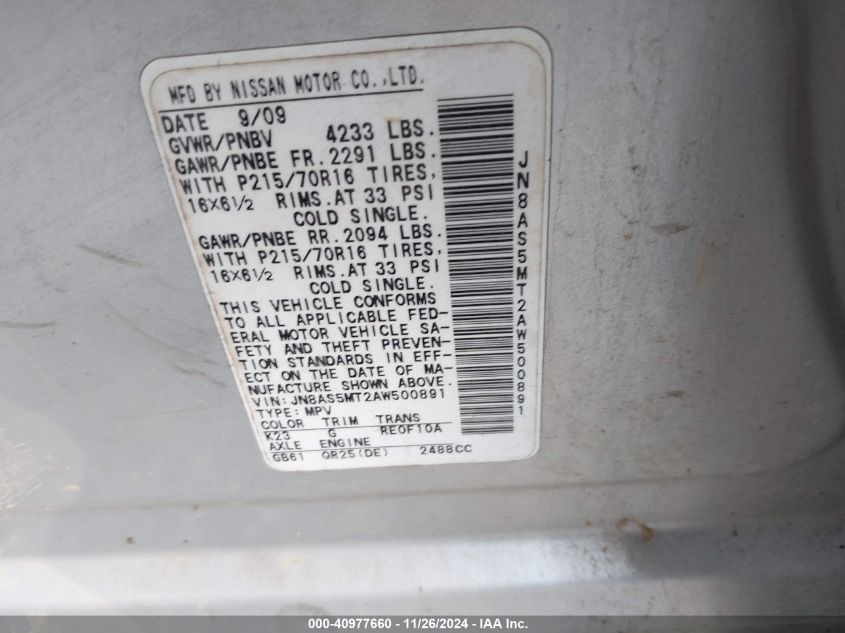 MFD BY NISSAN MOTOR CO.,LTD.
DATE 9/09
GVWR/PNBV 4233 LBS.
GAWR/PNBE FR.2291 LBS.
WITH P215/70R16 TIRES,
16X6½ RIMS.AT 33 PSI
COLD SINGLE.
GAWR/PNBE RR.2094 LBS.
WITH P215/70R16 TIRES,
16X6½ RIMS.AT 33 PSI
COLD SINGLE.
THIS VEHICLE CONFORMS
TO ALL APPLICABLE FED-
ERAL MOTOR VEHICLE SA-
FETY AND THEFT PREVEN-
TION STANDARDS IN EFF-
ECT ON THE DATE OF MA-
NUFACTURE SHOWN ABOVE.
VIN: JN8AS5MT2AW500891
TYPE: MPV
COLOR TRIM TRANS
K23 G RE0F10A
AXLE ENGINE
GB61 QR25(DE) 2488CC
JN8AS5MT2AW500891
000-40977660 - 11/26/2024 - IAA Inc.